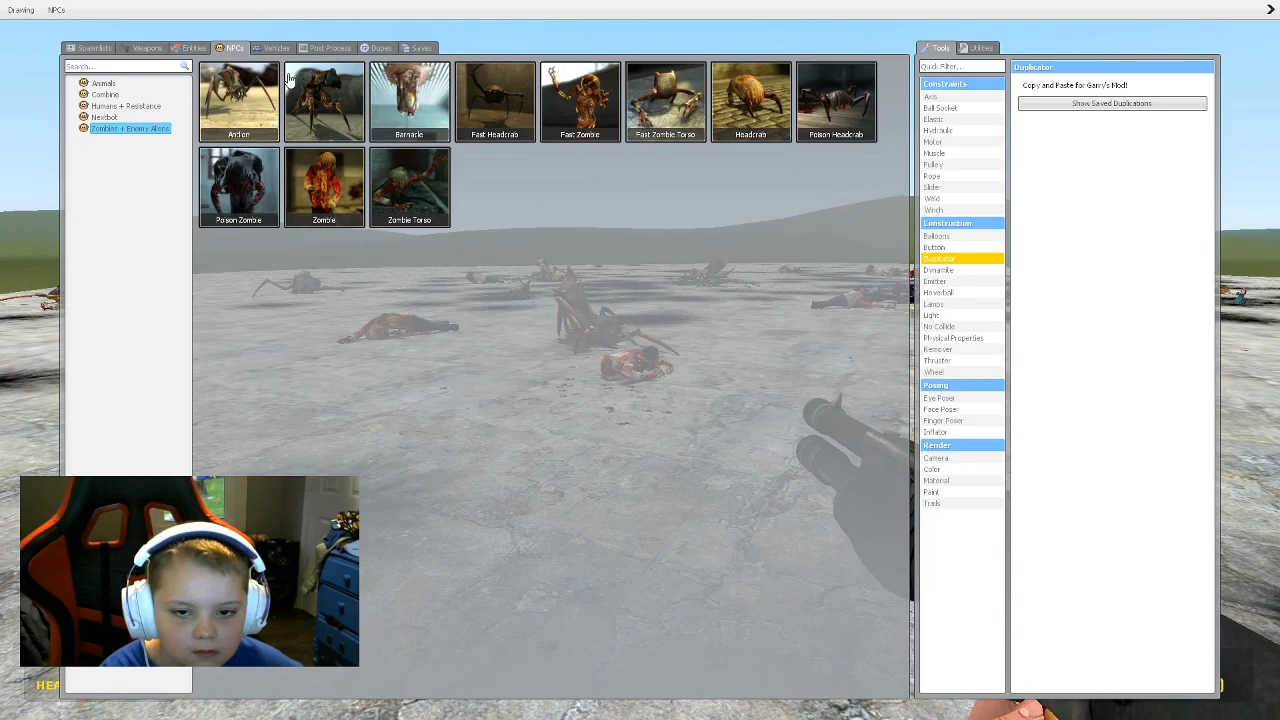 Drawing NPCs
Spawnlists Weapons Entities NPCs Vehicles Post Process Dupes Saves Tools Utilities
Search... Quick Filter... Duplicator
Animals
Combine
Humans + Resistance
Nextbot
Zombies + Enemy Aliens
Antlion Barnacle Fast Headcrab Fast Zombie Fast Zombie Torso Headcrab Poison Headcrab
Poison Zombie Zombie Zombie Torso
Constraints
Axis
Ball Socket
Elastic
Hydraulic
Motor
Muscle
Pulley
Rope
Slider
Weld
Winch
Construction
Balloons
Button
Duplicator
Dynamite
Emitter
Hoverball
Lamps
Light
No Collide
Physical Properties
Remover
Thruster
Wheel
Posing
Eye Poser
Face Poser
Finger Poser
Inflator
Render
Camera
Color
Material
Paint
Trails
Copy and Paste for Garry's Mod!
Show Saved Duplications
HEA